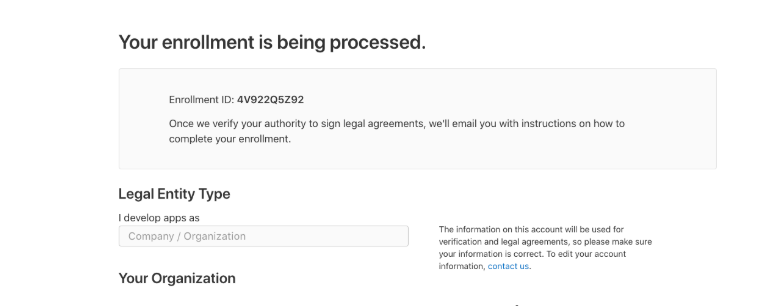 Your enrollment is being processed.
Enrollment ID: 4V922Q5Z92
Once we verify your authority to sign legal agreements, we'll email you with instructions on how to
complete your enrollment.
Legal Entity Type
I develop apps as
Company / Organization
The information on this account will be used for
verification and legal agreements, so please make sure
your information is correct. To edit your account
information, contact us.
Your Organization